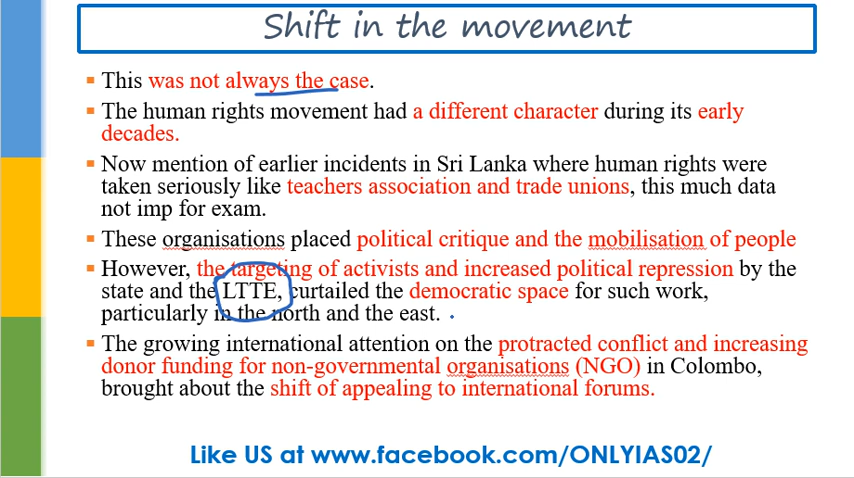 Shift in the movement
▪ This was not always the case.
▪ The human rights movement had a different character during its early
decades.
▪ Now mention of earlier incidents in Sri Lanka where human rights were
taken seriously like teachers association and trade unions, this much data
not imp for exam.
▪ These organisations placed political critique and the mobilisation of people
▪ However, the targeting of activists and increased political repression by the
state and the LTTE, curtailed the democratic space for such work,
particularly in the north and the east.
▪ The growing international attention on the protracted conflict and increasing
donor funding for non-governmental organisations (NGO) in Colombo,
brought about the shift of appealing to international forums.
Like US at www.facebook.com/ONLYIAS02/